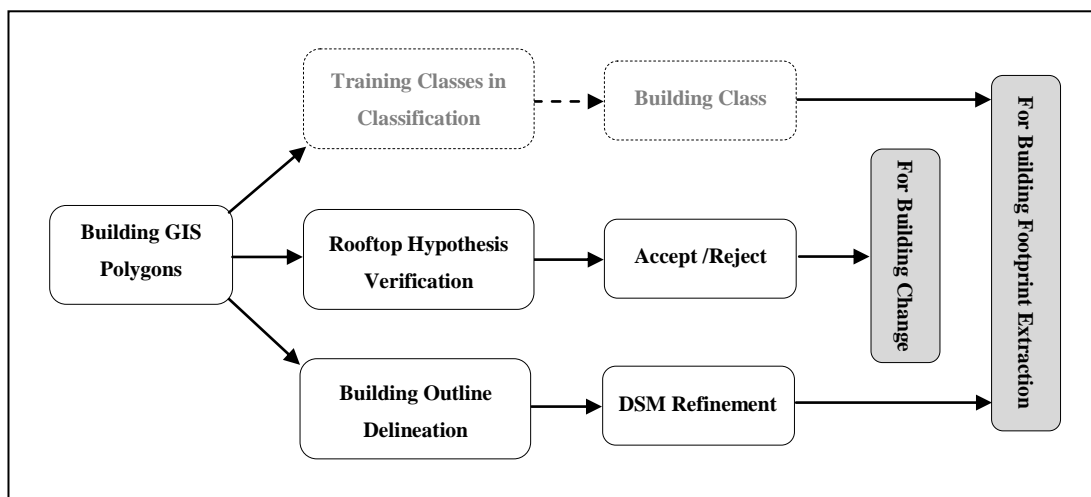 Training Classes in
Classification
Building Class
Building GIS
Polygons
Rooftop Hypothesis
Verification
Accept /Reject
For Building Change
For Building Footprint Extraction
Building Outline
Delineation
DSM Refinement